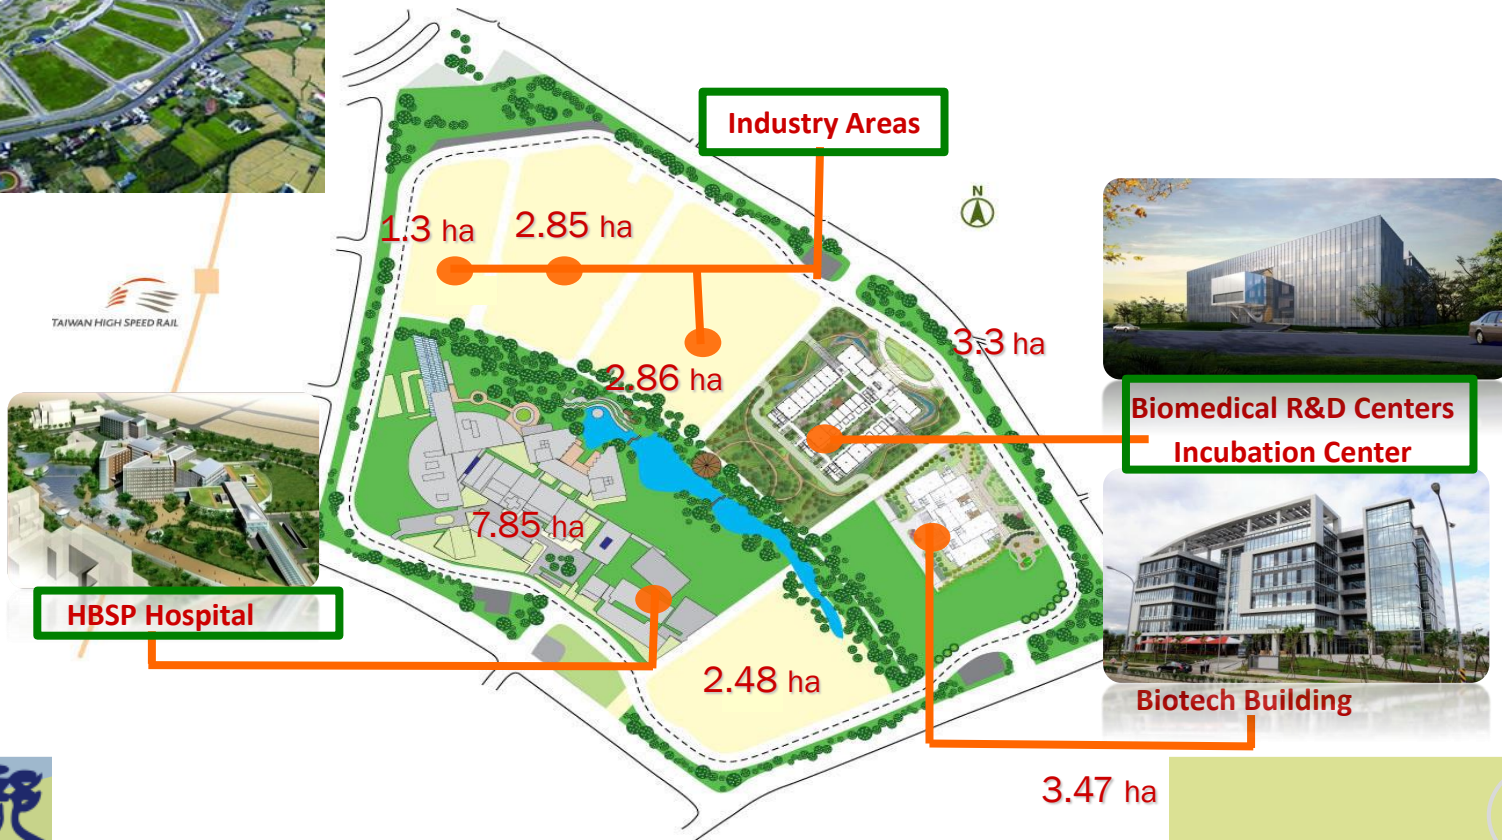 Industry Areas
N
1.3 ha
2.85 ha
TAIWAN HIGH SPEED RAIL
3.3 ha
2.86 ha
Biomedical R&D Centers
Incubation Center
7.85 ha
HBSP Hospital
2.48 ha
Biotech Building
3.47 ha